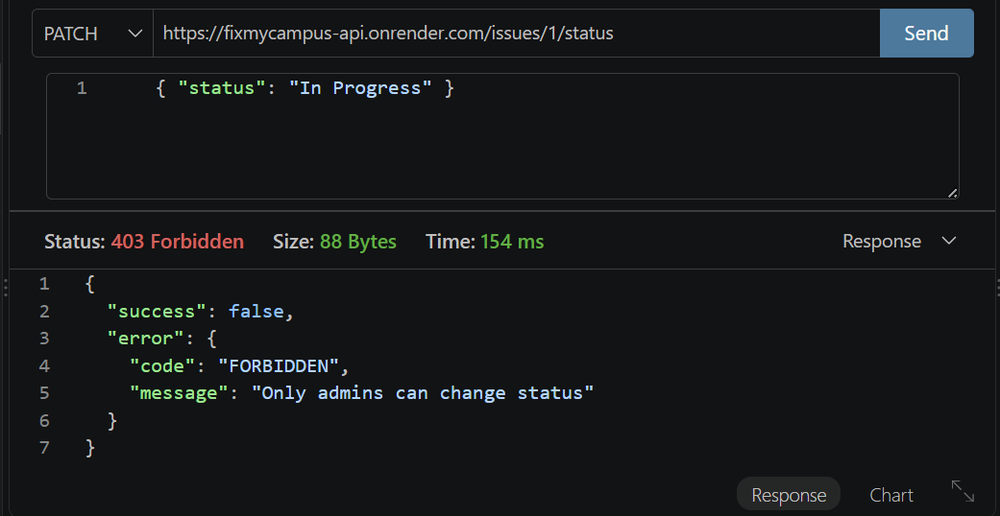 PATCH https://fixmycampus-api.onrender.com/issues/1/status Send
1 { "status": "In Progress" }
Status: 403 Forbidden Size: 88 Bytes Time: 154 ms Response
1 {
2 "success": false,
3 "error": {
4 "code": "FORBIDDEN",
5 "message": "Only admins can change status"
6 }
7 }
Response Chart